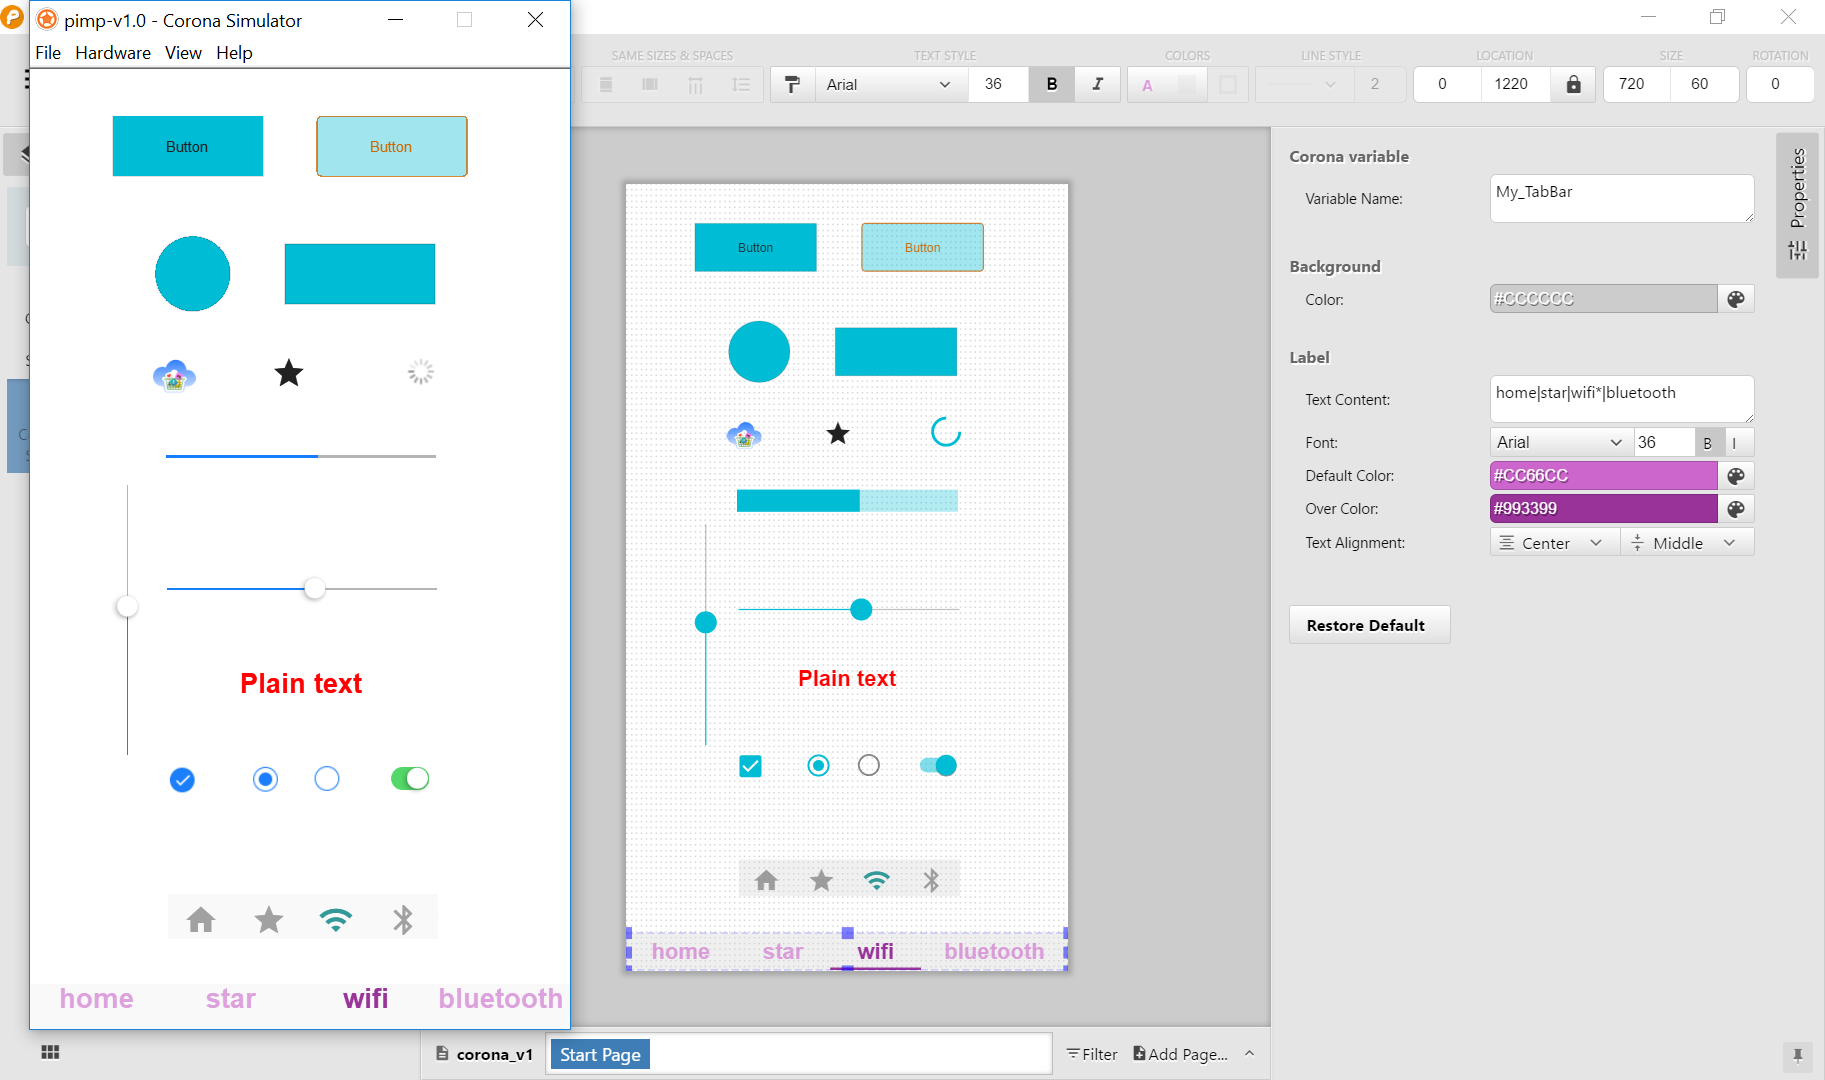 pimp-v1.0 - Corona Simulator
File Hardware View Help
SAME SIZES & SPACES TEXT STYLE COLORS LINE STYLE LOCATION SIZE ROTATION
Arial 36 B I A 2 0 1220 720 60 0
Button Button
Plain text
home star wifi bluetooth
Button Button
Plain text
home star wifi bluetooth
Corona variable
Variable Name: My_TabBar
Background
Color: #CCCCCC
Label
Text Content: home|star|wifi*|bluetooth
Font: Arial 36 B I
Default Color: #CC66CC
Over Color: #993399
Text Alignment: Center Middle
Restore Default
Properties
corona_v1 Start Page Filter Add Page...